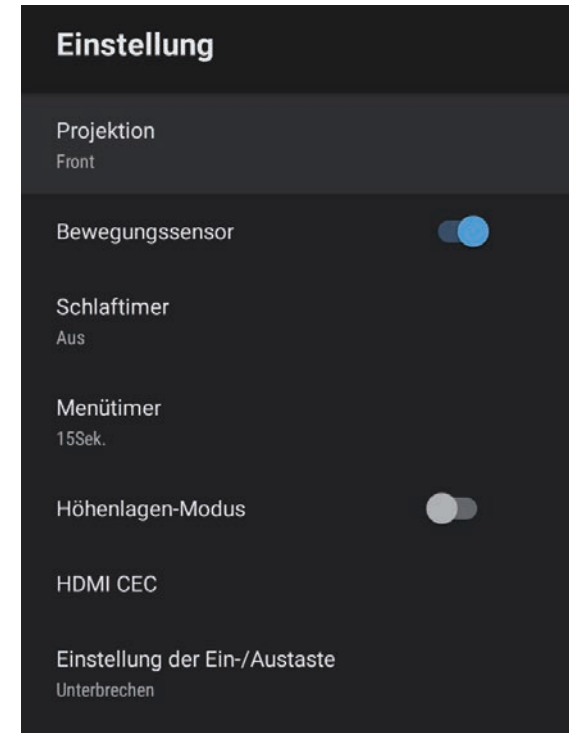 Einstellung
Projektion
Front
Bewegungssensor
Schlaftimer
Aus
Menütimer
15Sek.
Höhenlagen-Modus
HDMI CEC
Einstellung der Ein-/Austaste
Unterbrechen